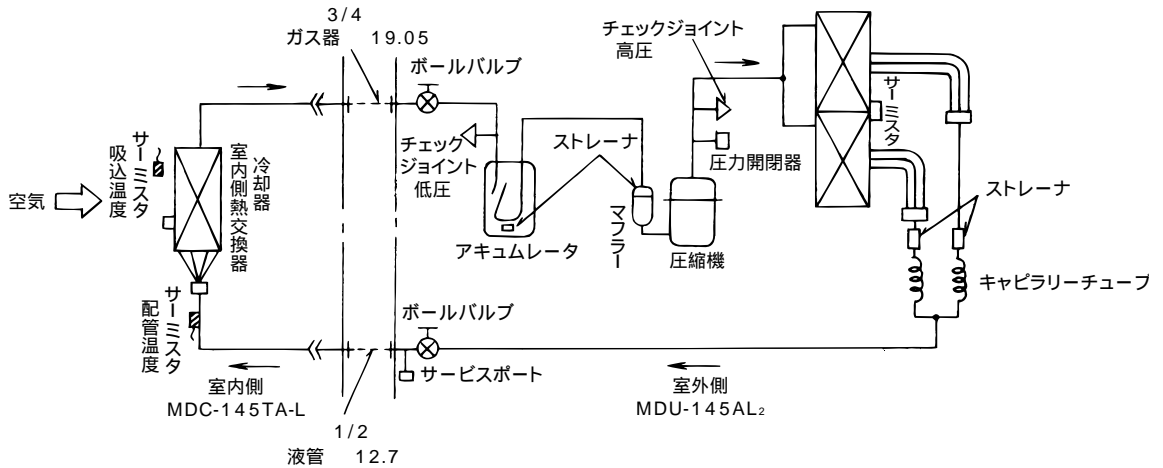 3/4
ガス器 19.05
ボールバルブ
チェックジョイント
高圧
サーミスタ
吸込温度
サーミスタ
冷却器
室内側熱交換器
空気
チェック
ジョイント
低圧
ストレーナ
圧力開閉器
サーミスタ
アキュムレータ
マフラー
圧縮機
ストレーナ
キャピラリーチューブ
配管温度
ボールバルブ
サービスポート
室内側
MDC-145TA-L
室外側
MDU-145AL₂
1/2
液管 12.7